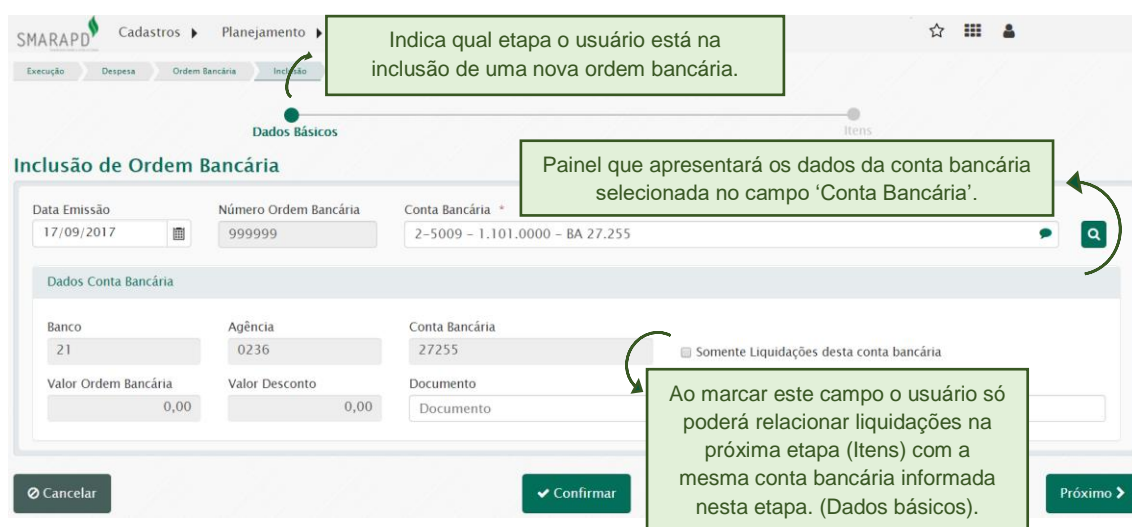 SMARAPD
Cadastros
Planejamento
Indica qual etapa o usuário está na
inclusão de uma nova ordem bancária.
Execução
Despesa
Ordem Bancária
Inclusão
Dados Básicos
Itens
Inclusão de Ordem Bancária
Painel que apresentará os dados da conta bancária
selecionada no campo ‘Conta Bancária’.
Data Emissão
Número Ordem Bancária
Conta Bancária *
17/09/2017
999999
2-5009 - 1.101.0000 - BA 27.255
Dados Conta Bancária
Banco
Agência
Conta Bancária
21
0236
27255
Somente Liquidações desta conta bancária
Valor Ordem Bancária
Valor Desconto
Documento
0,00
0,00
Documento
Ao marcar este campo o usuário só
poderá relacionar liquidações na
próxima etapa (Itens) com a
mesma conta bancária informada
nesta etapa. (Dados básicos).
Cancelar
Confirmar
Próximo